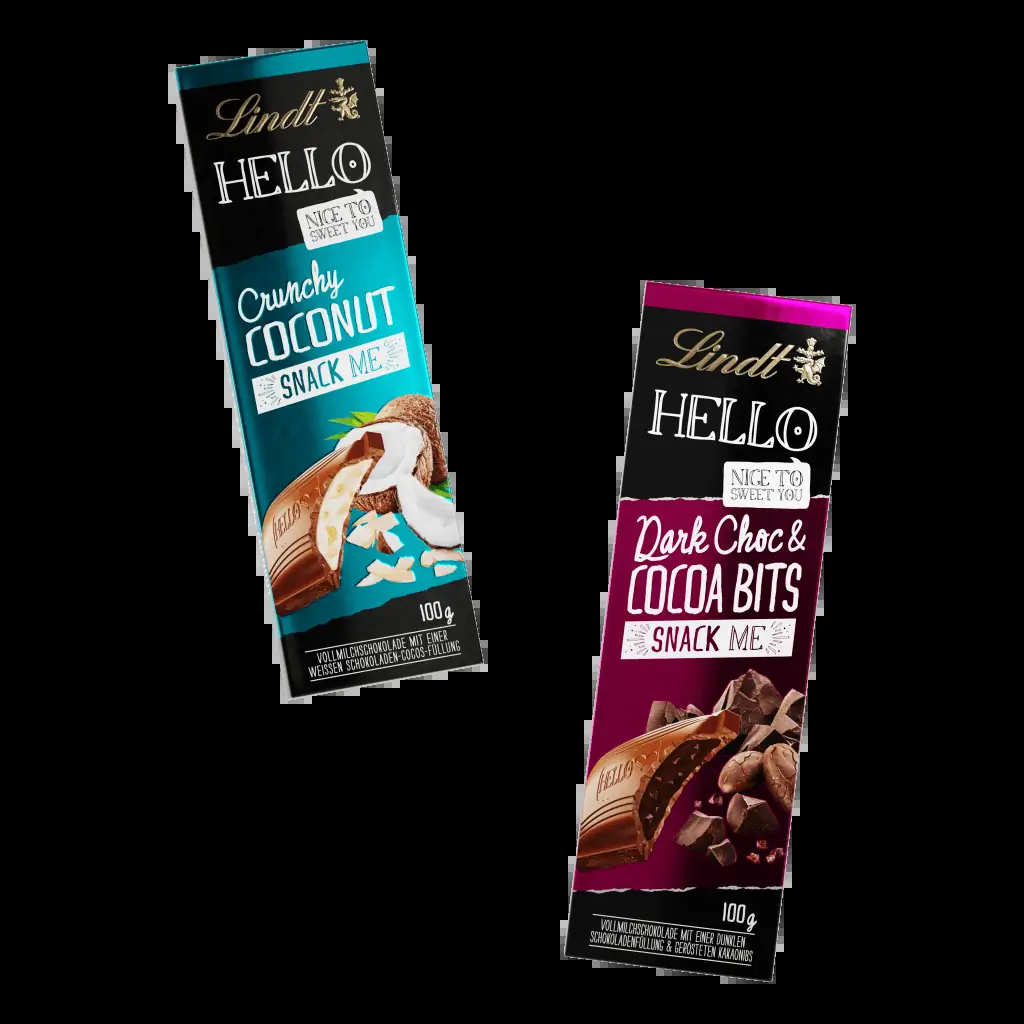 Lindt
HELLO
NICE TO
SWEET YOU
Crunchy
COCONUT
SNACK ME
HELLO
100g
VOLLMILCHSCHOKOLADE MIT EINER
WEISSEN SCHOKOLADEN-COCOS-FÜLLUNG
Lindt
HELLO
NICE TO
SWEET YOU
Dark Choc &
COCOA BITS
SNACK ME
HELLO
100g
VOLLMILCHSCHOKOLADE MIT EINER DUNKLEN
SCHOKOLADENFÜLLUNG & GERÖSTETEN KAKAONIBS